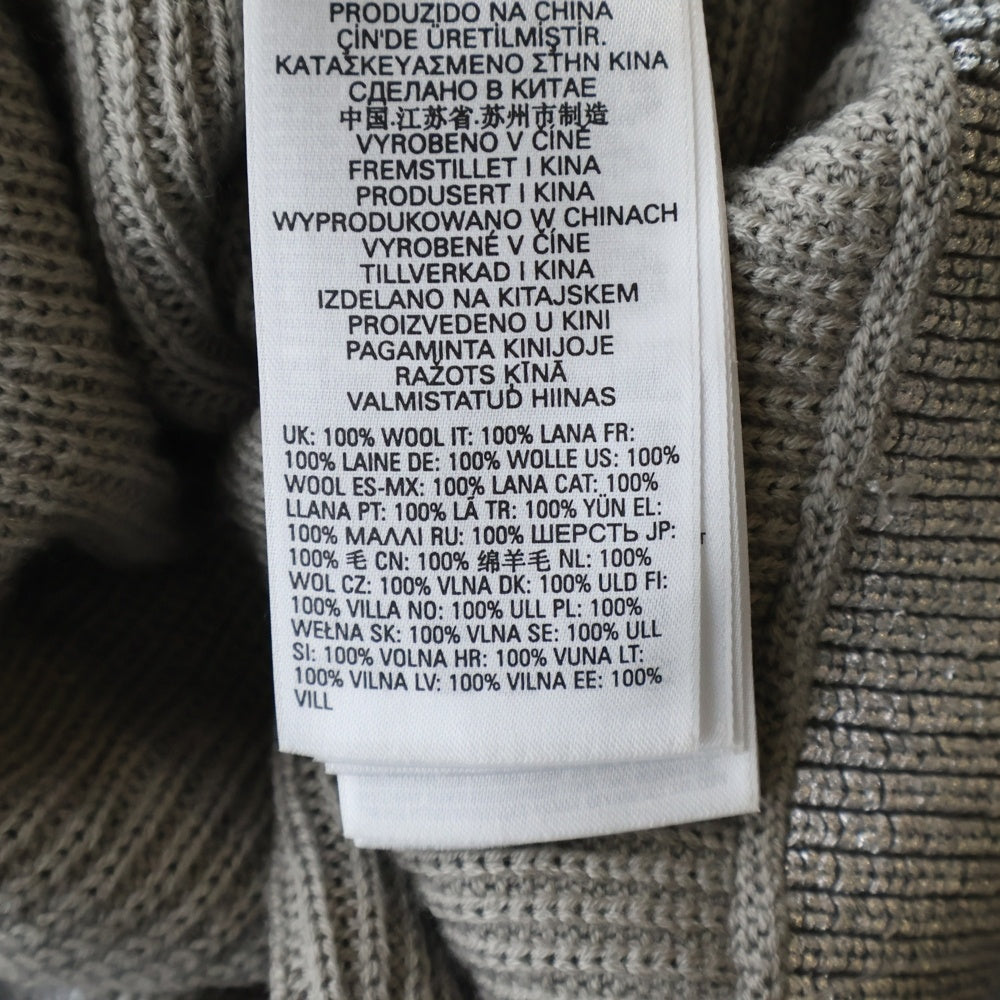 PRODUZIDO NA CHINA
ÇİN'DE ÜRETİLMİŞTİR.
ΚΑΤΑΣΚΕΥΑΣΜΕΝΟ ΣΤΗΝ ΚΙΝΑ
СДЕЛАНО В КИТАЕ
中国.江苏省.苏州市制造
VYROBENO V ČÍNĚ
FREMSTILLET I KINA
PRODUSERT I KINA
WYPRODUKOWANO W CHINACH
VYROBENÉ V ČÍNE
TILLVERKAD I KINA
IZDELANO NA KITAJSKEM
PROIZVEDENO U KINI
PAGAMINTA KINIJOJE
RAŽOTS ĶĪNĀ
VALMISTATUD HIINAS
UK: 100% WOOL IT: 100% LANA FR:
100% LAINE DE: 100% WOLLE US: 100%
WOOL ES-MX: 100% LANA CAT: 100%
LLANA PT: 100% LÃ TR: 100% YÜN EL:
100% ΜΑΛΛΙ RU: 100% ШЕРСТЬ JP:
100% 毛 CN: 100% 绵羊毛 NL: 100%
WOL CZ: 100% VLNA DK: 100% ULD FI:
100% VILLA NO: 100% ULL PL: 100%
WEŁNA SK: 100% VLNA SE: 100% ULL
SI: 100% VOLNA HR: 100% VUNA LT:
100% VILNA LV: 100% VILNA EE: 100%
VILL